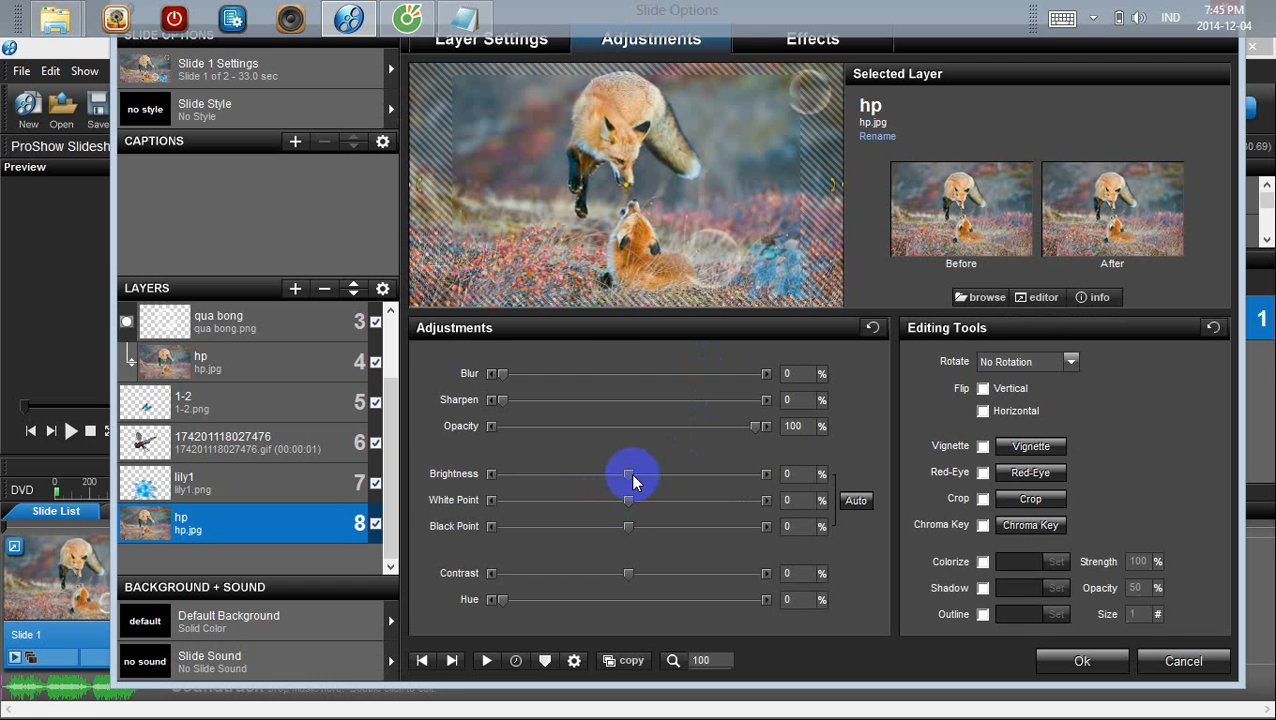 Slide Options
7:45 PM
IND
2014-12-04
SLIDE OPTIONS
Layer Settings
Adjustments
Effects
File Edit Show
Slide 1 Settings
Slide 1 of 2 - 33.0 sec
Selected Layer
New Open Save
no style
Slide Style
No Style
hp
hp.jpg
Rename
ProShow Slidesh
CAPTIONS
0.69)
Preview
Before
After
LAYERS
browse
editor
info
qua bong
qua bong.png
3
1
Adjustments
Editing Tools
hp
hp.jpg
4
Rotate
No Rotation
Blur
0
%
Flip
Vertical
1-2
1-2.png
5
Sharpen
0
%
Horizontal
Opacity
100
%
174201118027476
174201118027476.gif (00:00:01)
6
Vignette
Vignette
Brightness
0
%
Red-Eye
Red-Eye
lily1
lily1.png
7
DVD
200
White Point
0
%
Auto
Crop
Crop
Slide List
hp
hp.jpg
8
Black Point
0
%
Chroma Key
Chroma Key
Colorize
Set
Strength
100
%
Contrast
0
%
BACKGROUND + SOUND
Shadow
Set
Opacity
50
%
Hue
0
%
default
Default Background
Solid Color
Outline
Set
Size
1
#
Slide 1
no sound
Slide Sound
No Slide Sound
copy
100
Ok
Cancel